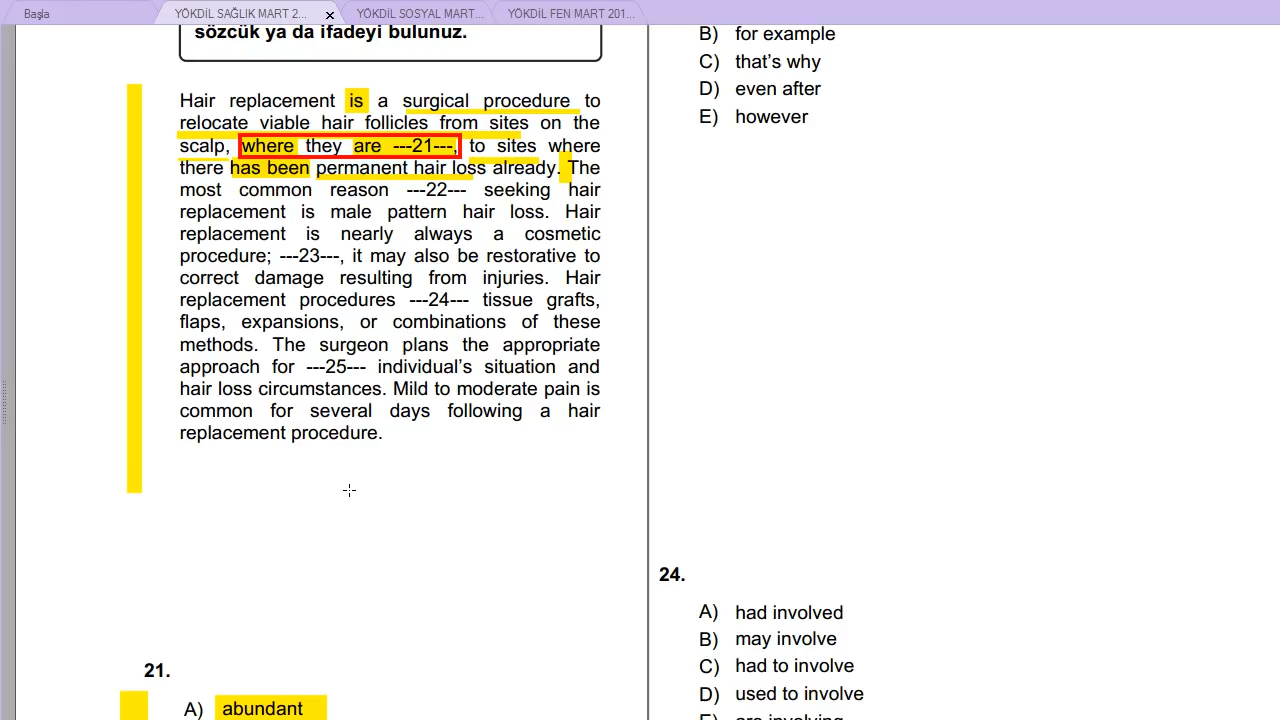 Başla
YÖKDİL SAĞLIK MART 2... x
YÖKDİL SOSYAL MART...
YÖKDİL FEN MART 201...
sözcük ya da ifadeyi bulunuz.
Hair replacement is a surgical procedure to
relocate viable hair follicles from sites on the
scalp, where they are ---21---, to sites where
there has been permanent hair loss already. The
most common reason ---22--- seeking hair
replacement is male pattern hair loss. Hair
replacement is nearly always a cosmetic
procedure; ---23---, it may also be restorative to
correct damage resulting from injuries. Hair
replacement procedures ---24--- tissue grafts,
flaps, expansions, or combinations of these
methods. The surgeon plans the appropriate
approach for ---25--- individual's situation and
hair loss circumstances. Mild to moderate pain is
common for several days following a hair
replacement procedure.
21.
A) abundant
B) for example
C) that's why
D) even after
E) however
24.
A) had involved
B) may involve
C) had to involve
D) used to involve
E) are involving